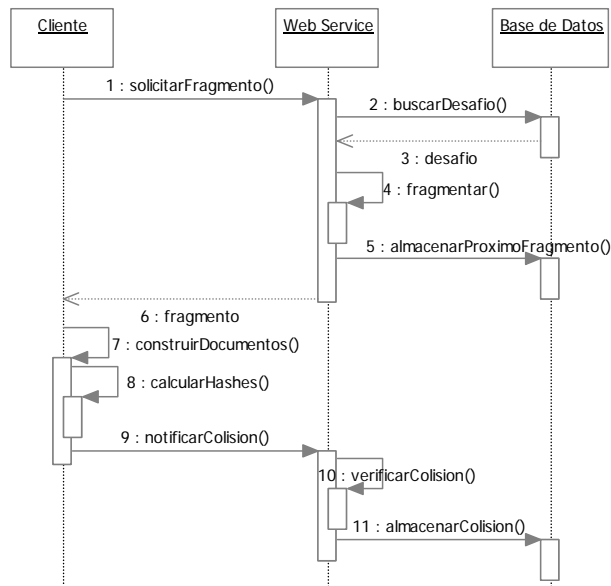 Cliente
Web Service
Base de Datos
1 : solicitarFragmento()
2 : buscarDesafio()
3 : desafio
4 : fragmentar()
5 : almacenarProximoFragmento()
6 : fragmento
7 : construirDocumentos()
8 : calcularHashes()
9 : notificarColision()
10 : verificarColision()
11 : almacenarColision()